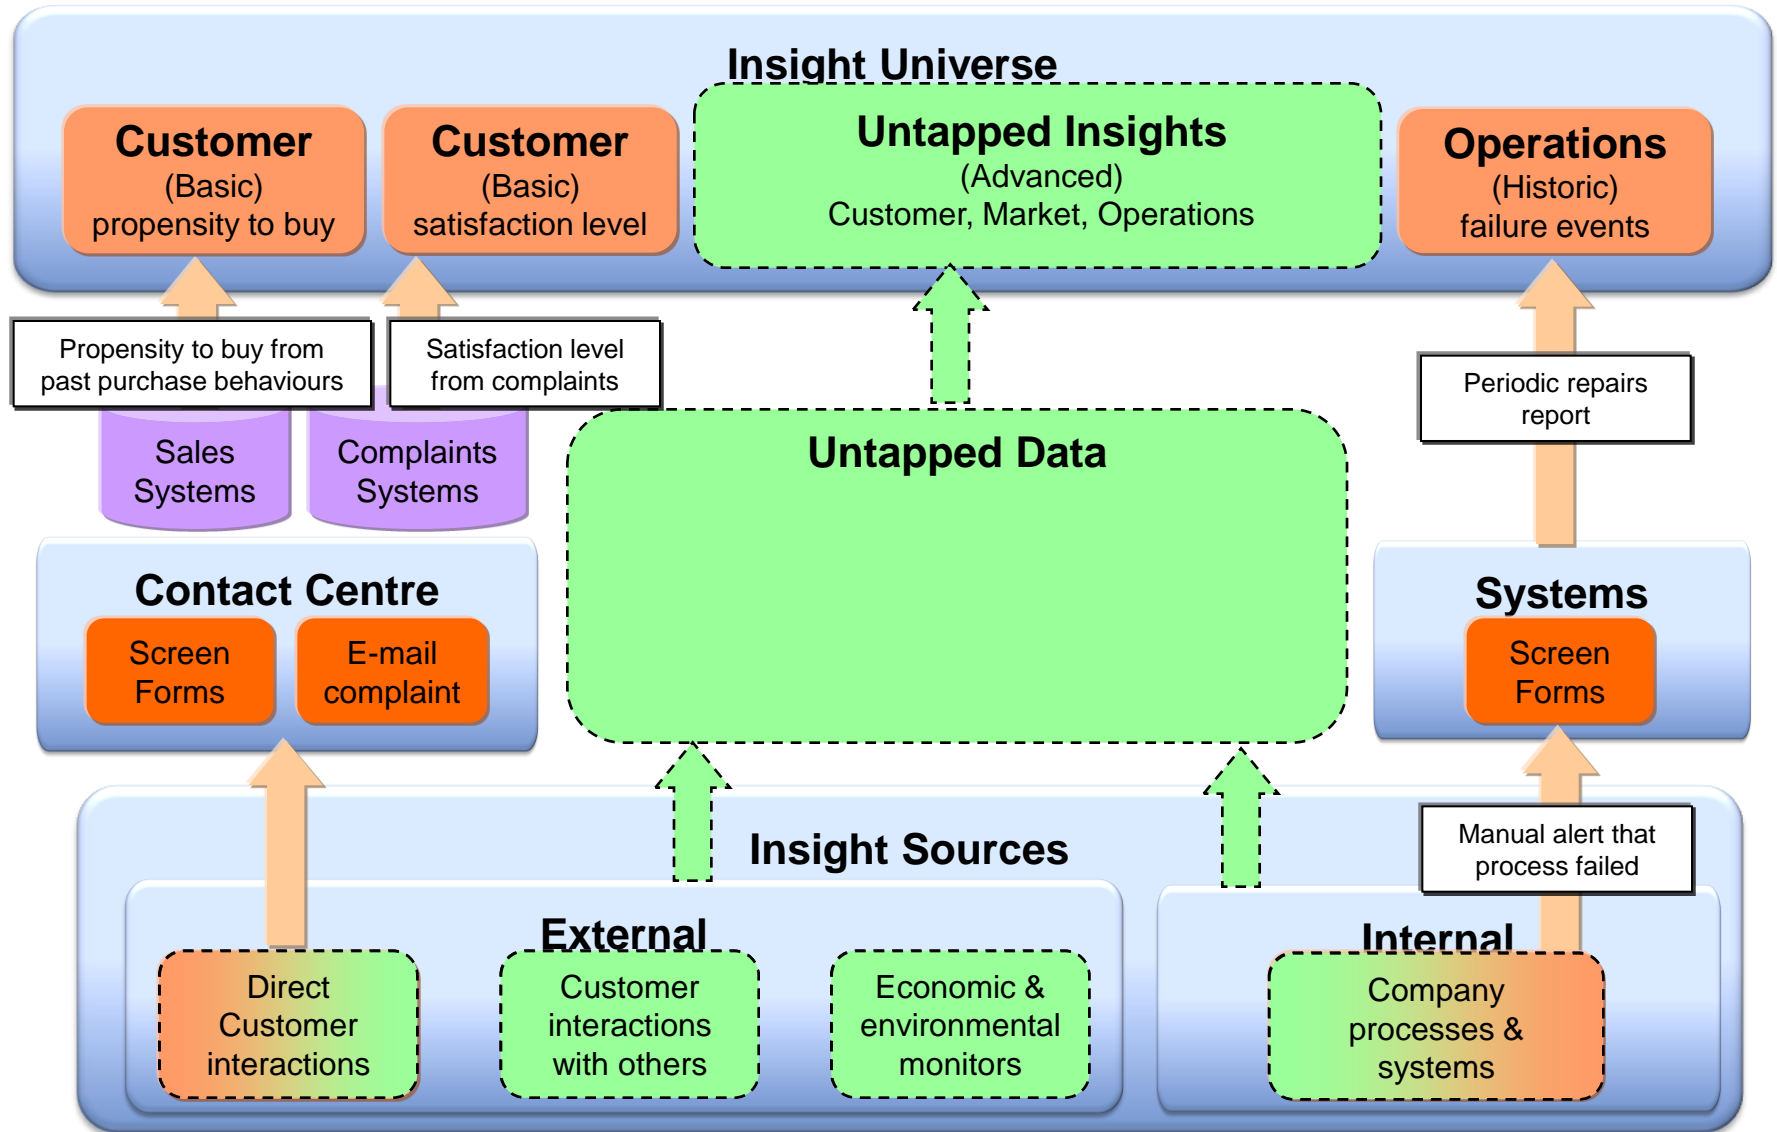 Insight Universe
Customer
(Basic)
propensity to buy
Customer
(Basic)
satisfaction level
Untapped Insights
(Advanced)
Customer, Market, Operations
Operations
(Historic)
failure events
Propensity to buy from
past purchase behaviours
Satisfaction level
from complaints
Periodic repairs
report
Sales
Systems
Complaints
Systems
Untapped Data
Contact Centre
Screen
Forms
E-mail
complaint
Systems
Screen
Forms
Insight Sources
Manual alert that
process failed
External
Direct
Customer
interactions
Customer
interactions
with others
Economic &
environmental
monitors
Internal
Company
processes &
systems